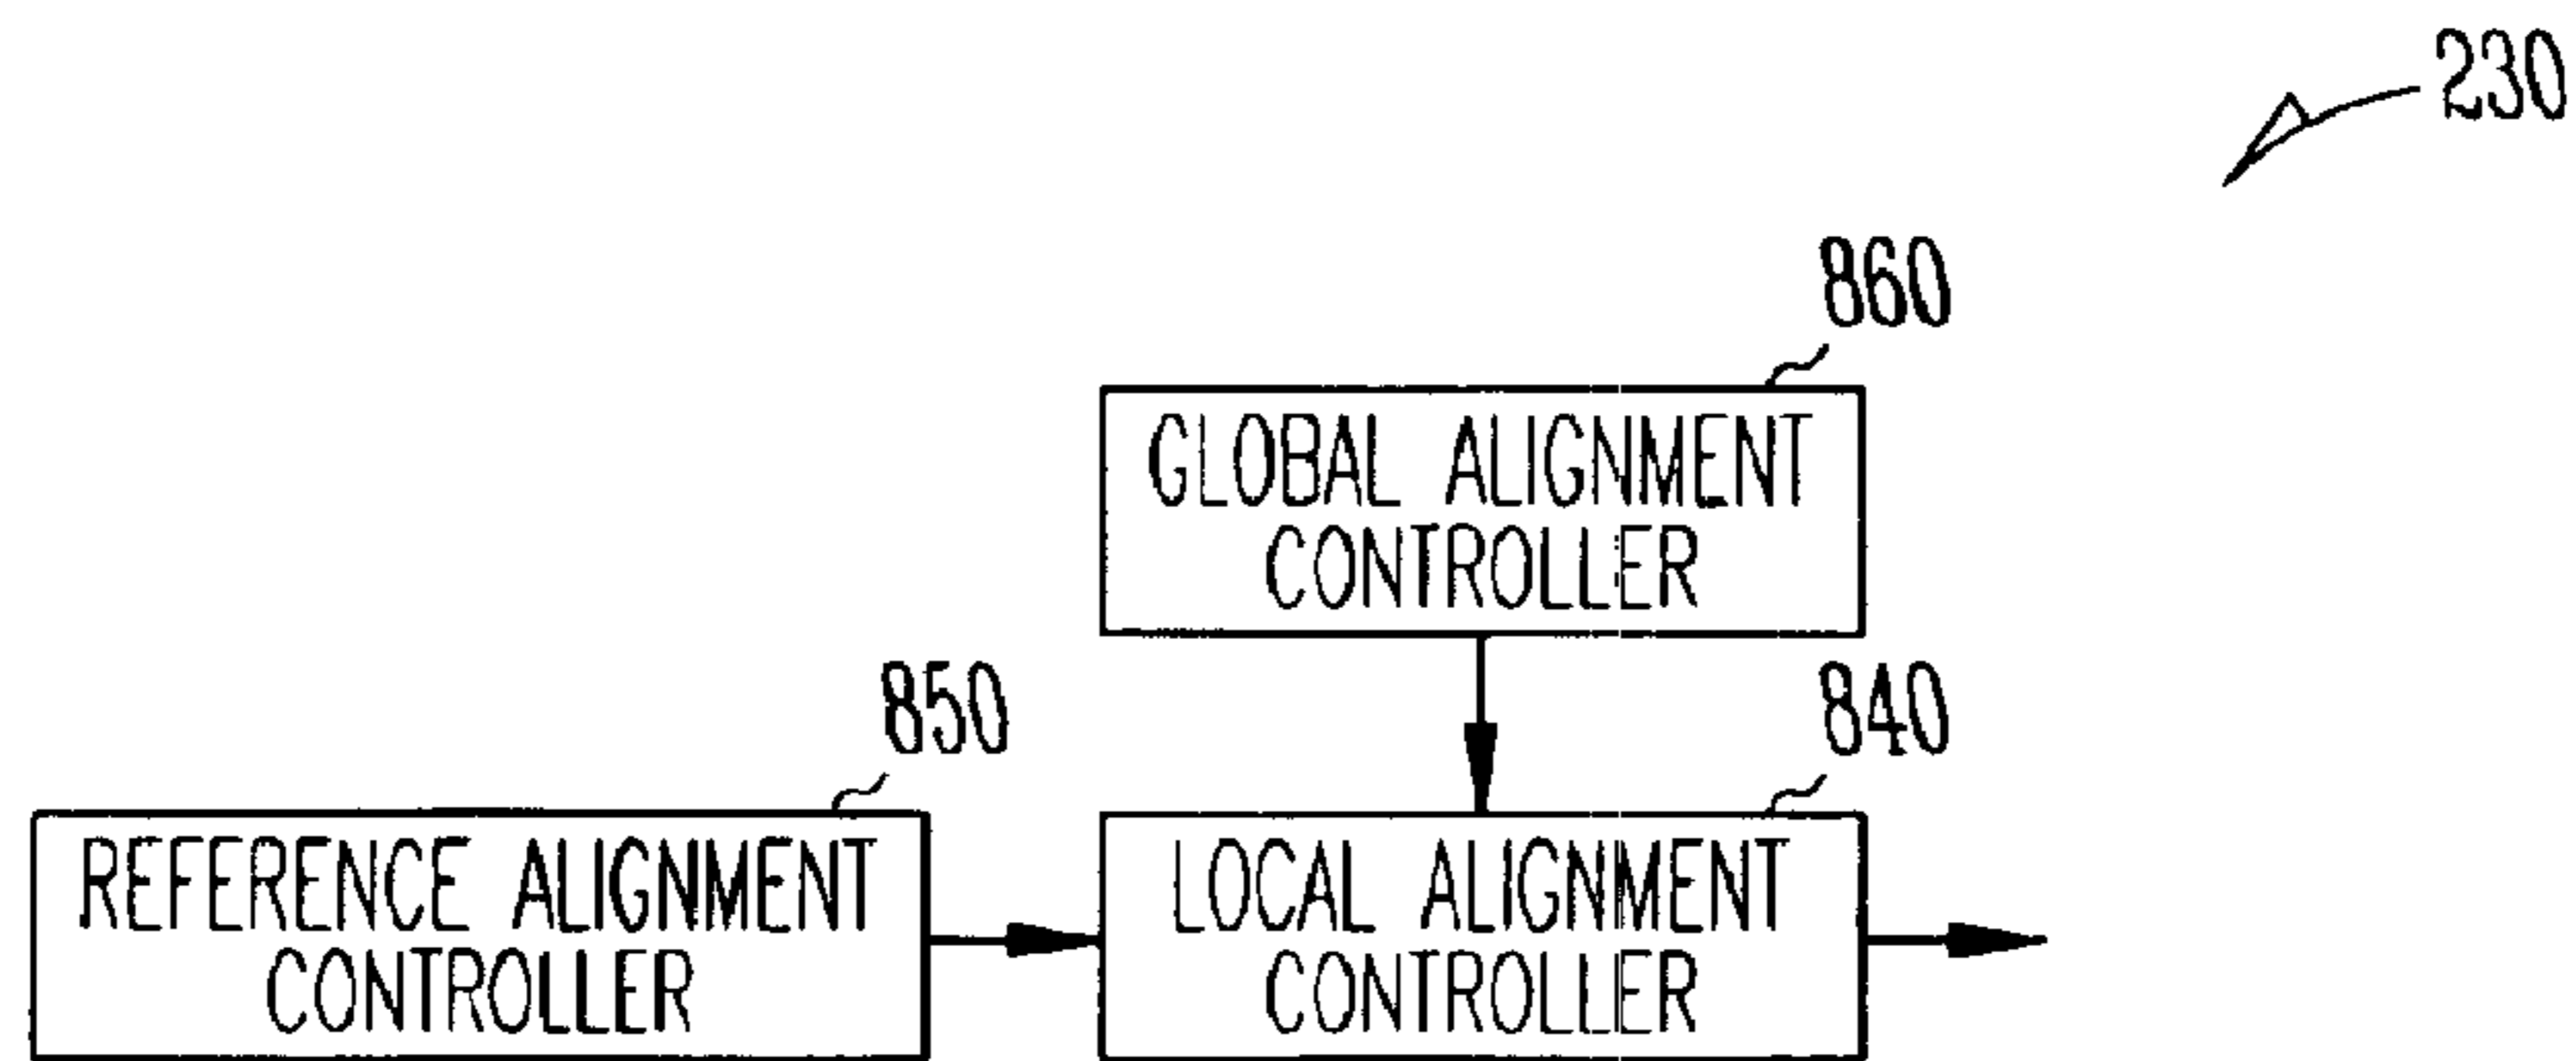 230
860
GLOBAL ALIGNMENT
CONTROLLER
850
840
REFERENCE ALIGNMENT
CONTROLLER
LOCAL ALIGNMENT
CONTROLLER